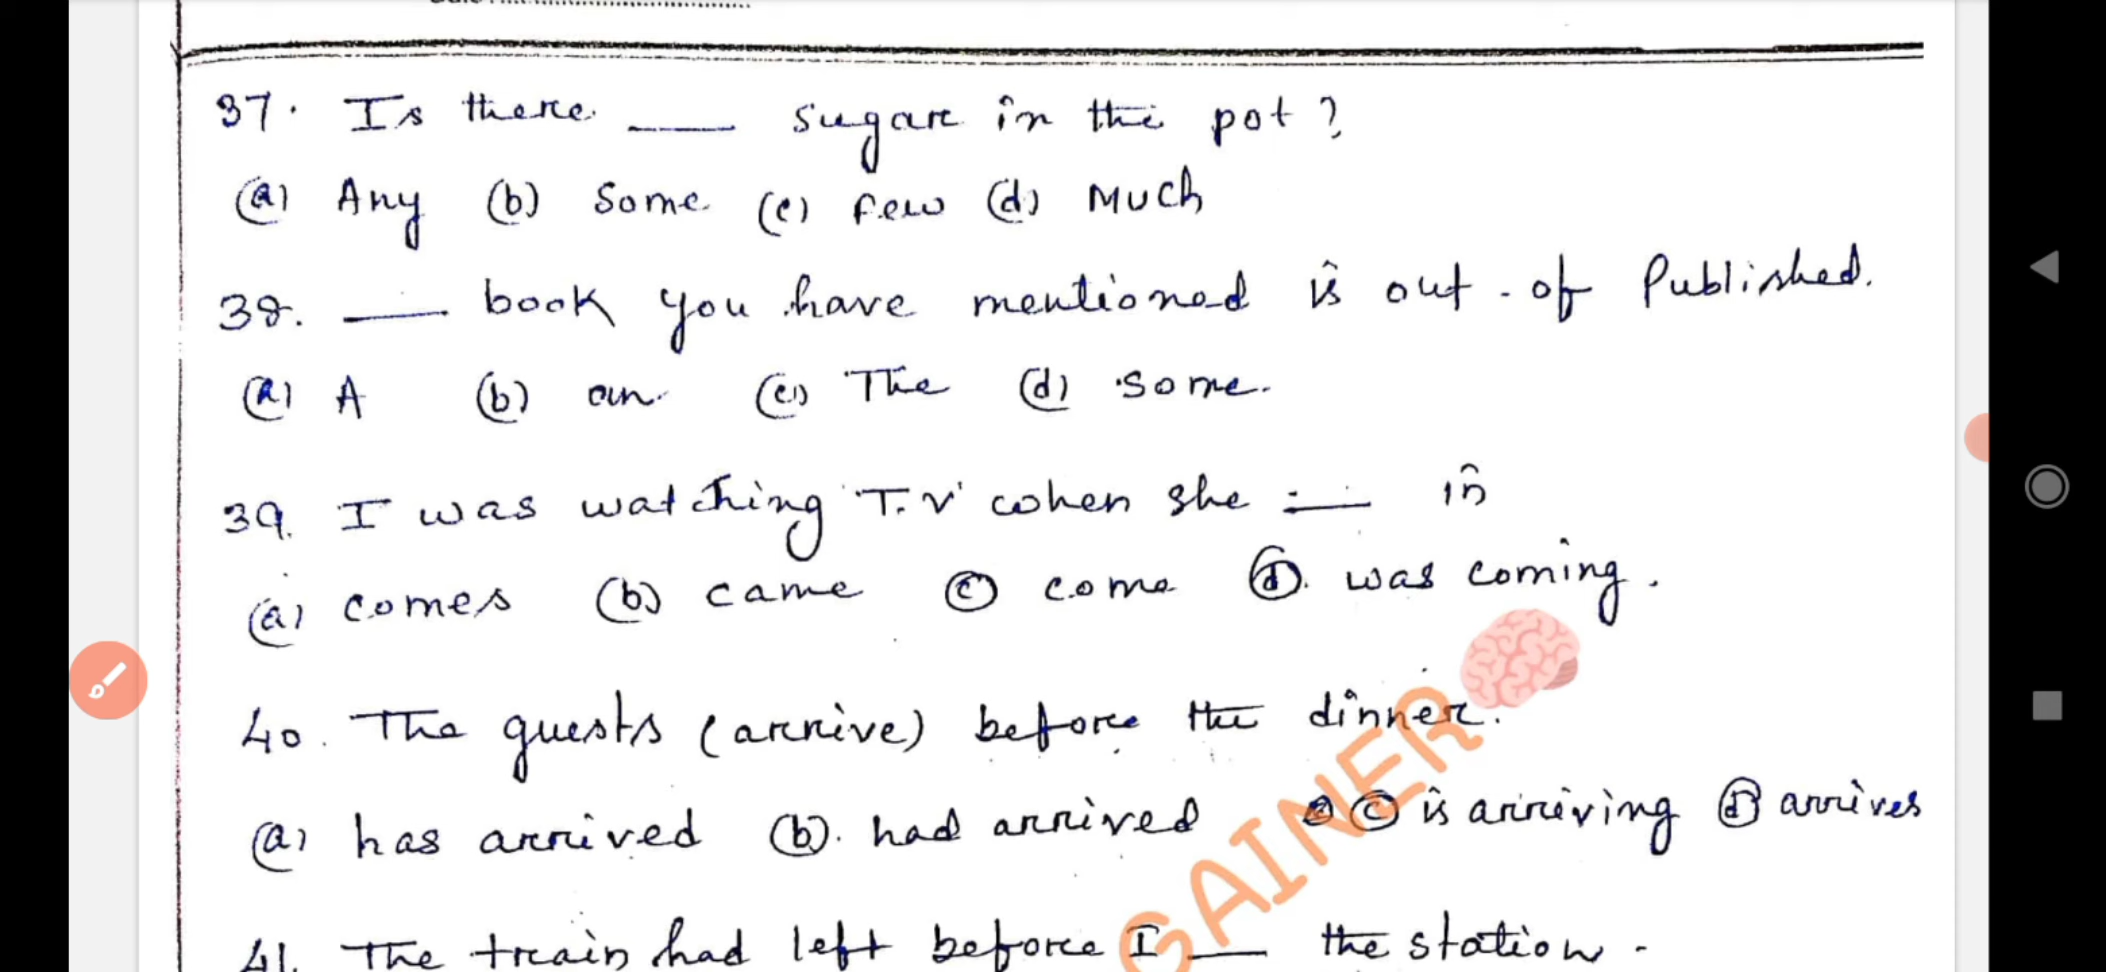 37. Is there ___ sugar in the pot?
(a) Any (b) Some (c) few (d) Much
38. ___ book you have mentioned is out-of Published.
(a) A (b) an. (c) The (d) some.
39. I was watching T.V when she ___ in
(a) comes (b) came (c) come (d). was coming.
40. The guests (arrive) before the dinner.
(a) has arrived (b). had arrived (c) is arriving (d) arrives
41. The train had left before I ___ the station.
GAINER